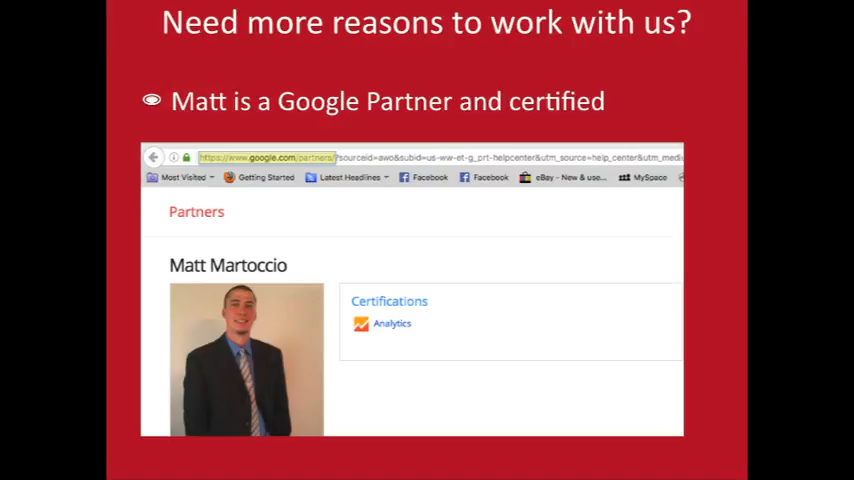 Need more reasons to work with us?
Matt is a Google Partner and certified
https://www.google.com/partners/?sourceid=awo&subid=us-ww-et-g_prt-helpcenter&utm_source=help_center&utm_medi
Most Visited Getting Started Latest Headlines Facebook Facebook eBay - New & use... MySpace
Partners
Matt Martoccio
Certifications
Analytics